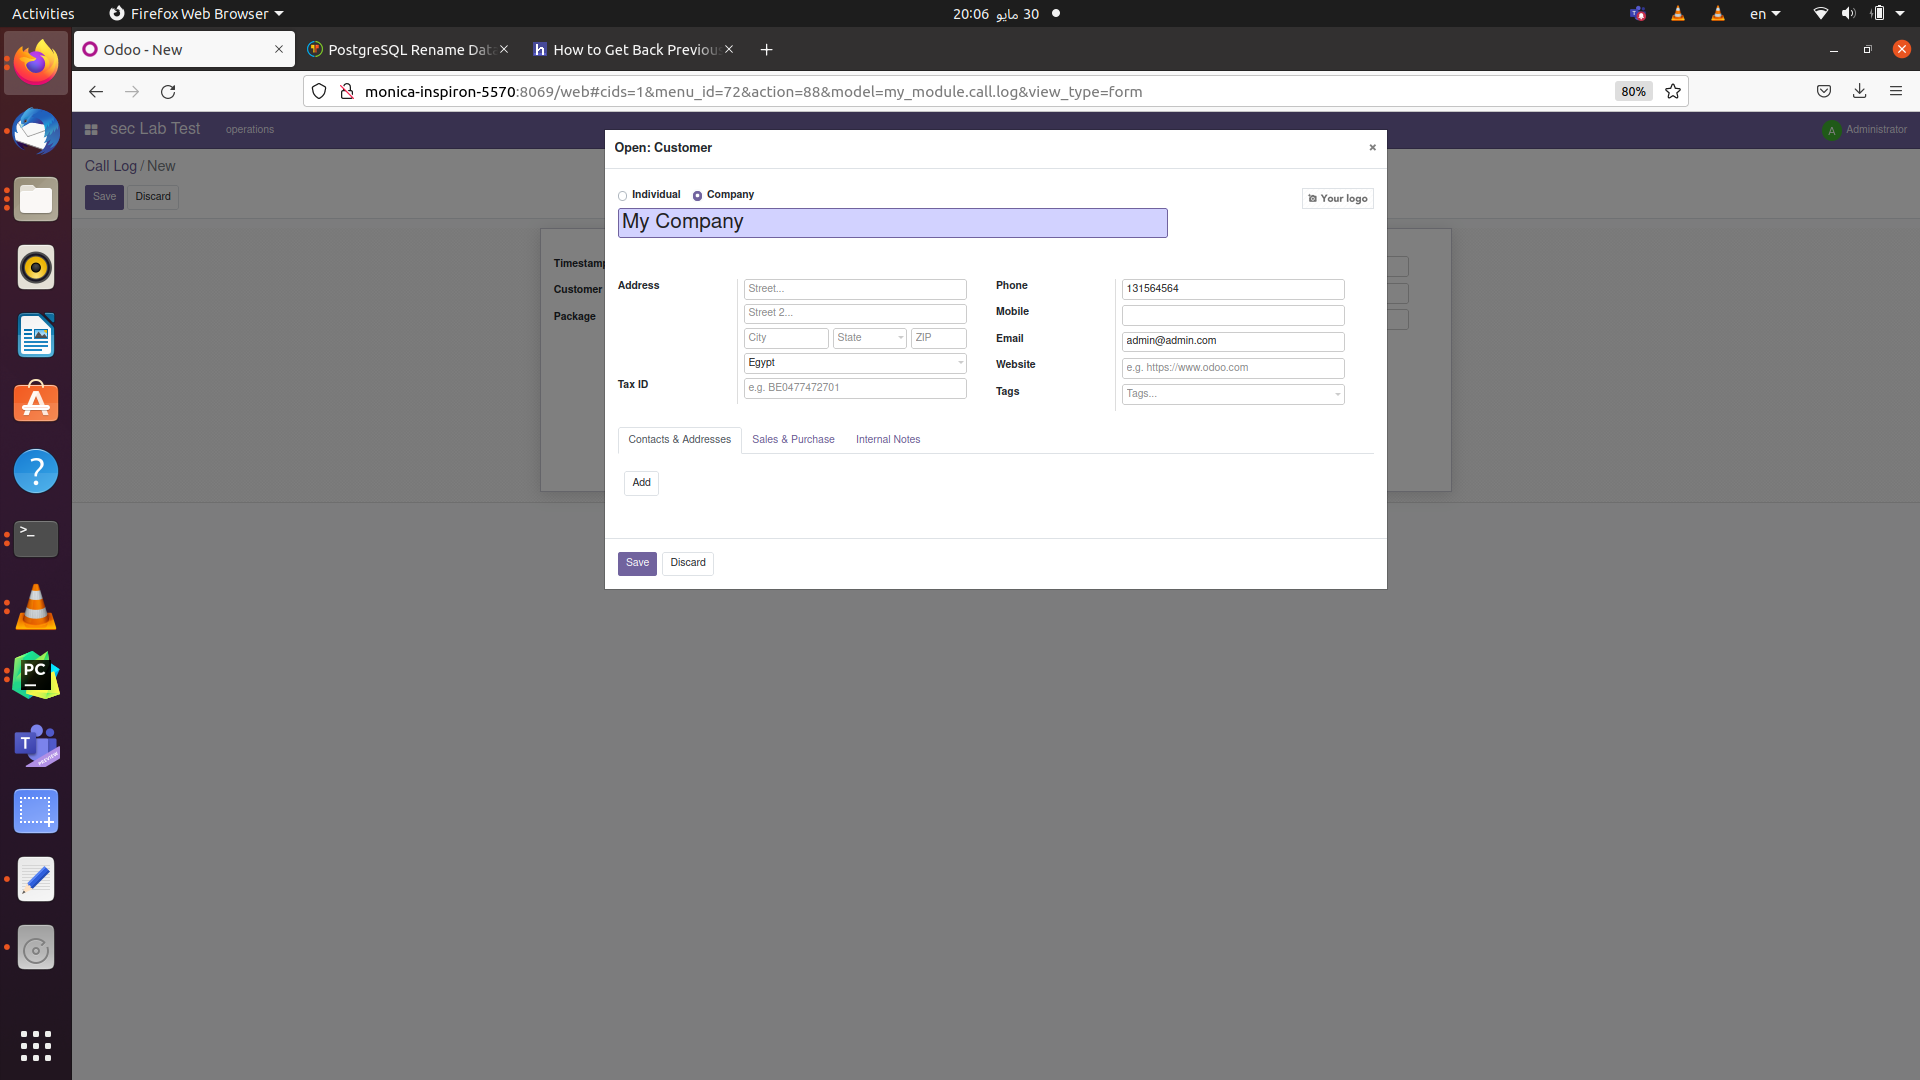 Activities
Firefox Web Browser
20:06 مايو 30
en
Odoo - New
PostgreSQL Rename Dat
How to Get Back Previou
monica-inspiron-5570:8069/web#cids=1&menu_id=72&action=88&model=my_module.call.log&view_type=form
80%
sec Lab Test
operations
A
Administrator
Call Log / New
Save
Discard
Timestamp
Customer
Package
Open: Customer
×
Individual
Company
Your logo
My Company
Address
Street...
Street 2...
City
State
ZIP
Egypt
Tax ID
e.g. BE0477472701
Phone
131564564
Mobile
Email
admin@admin.com
Website
e.g. https://www.odoo.com
Tags
Tags...
Contacts & Addresses
Sales & Purchase
Internal Notes
Add
Save
Discard
?
>_
PC
T
PREVIEW